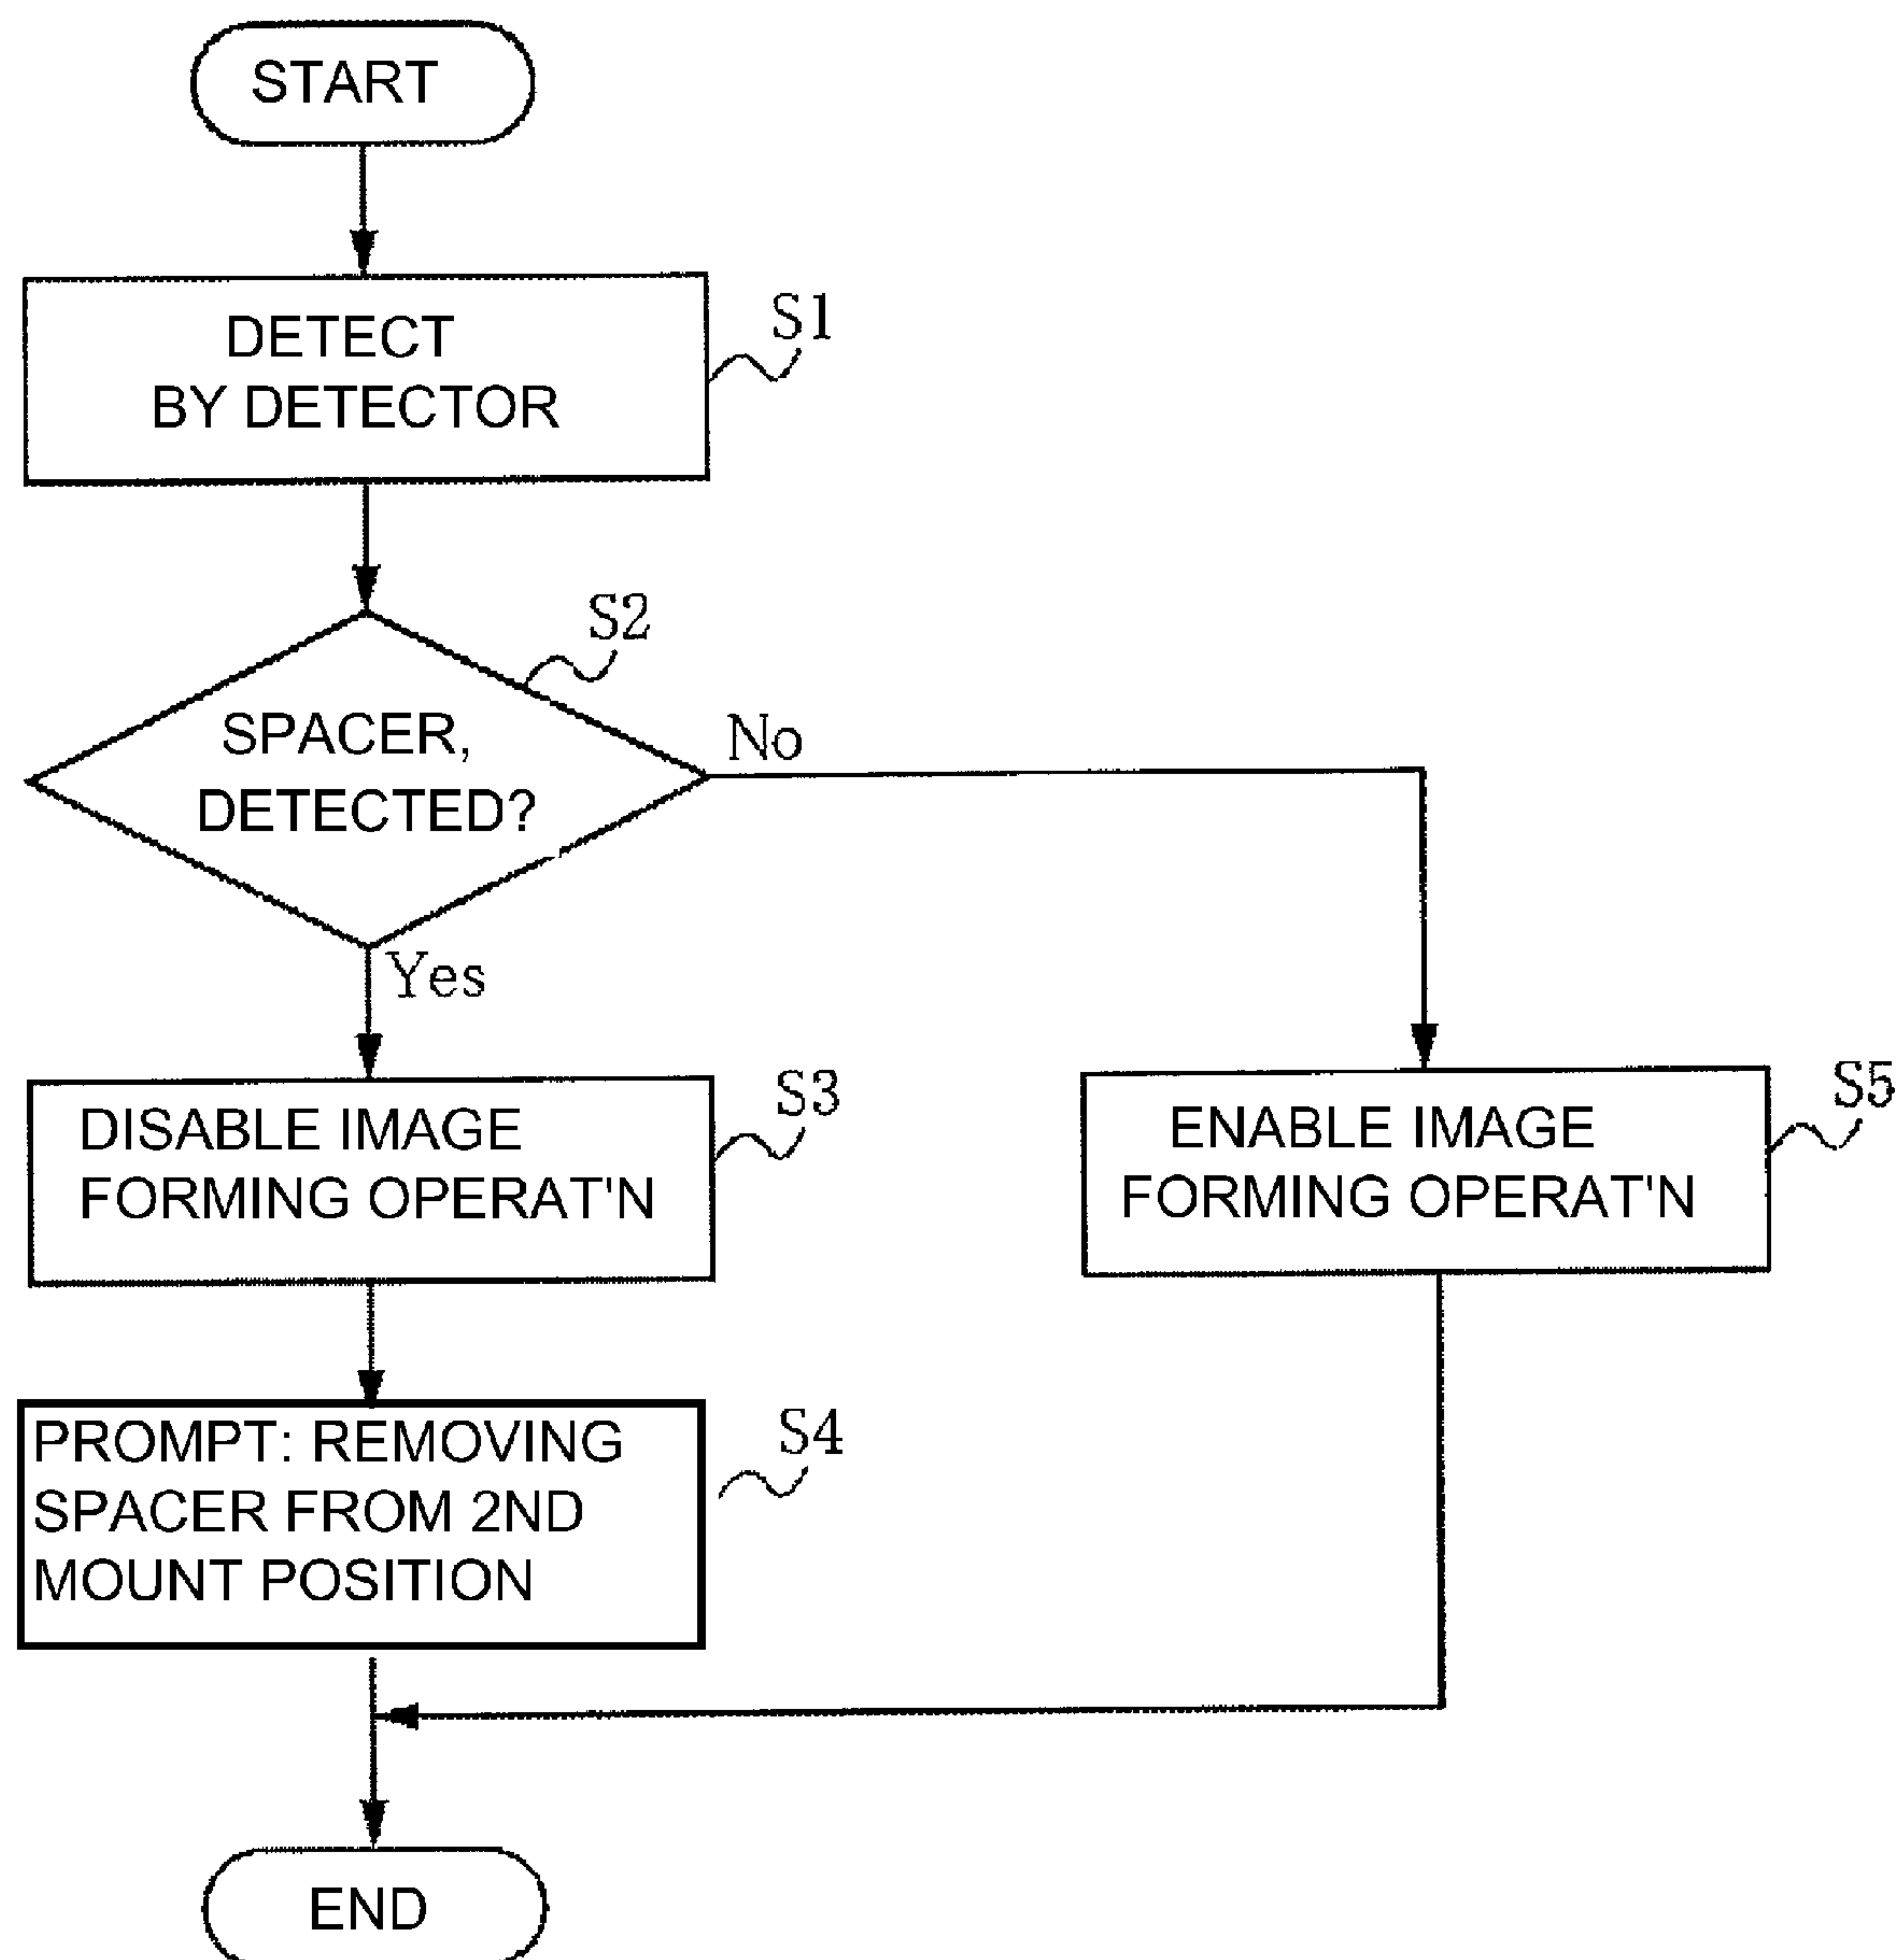 START
DETECT
BY DETECTOR
S1
SPACER,
DETECTED?
S2
No
Yes
DISABLE IMAGE
FORMING OPERAT'N
S3
ENABLE IMAGE
FORMING OPERAT'N
S5
PROMPT: REMOVING
SPACER FROM 2ND
MOUNT POSITION
S4
END